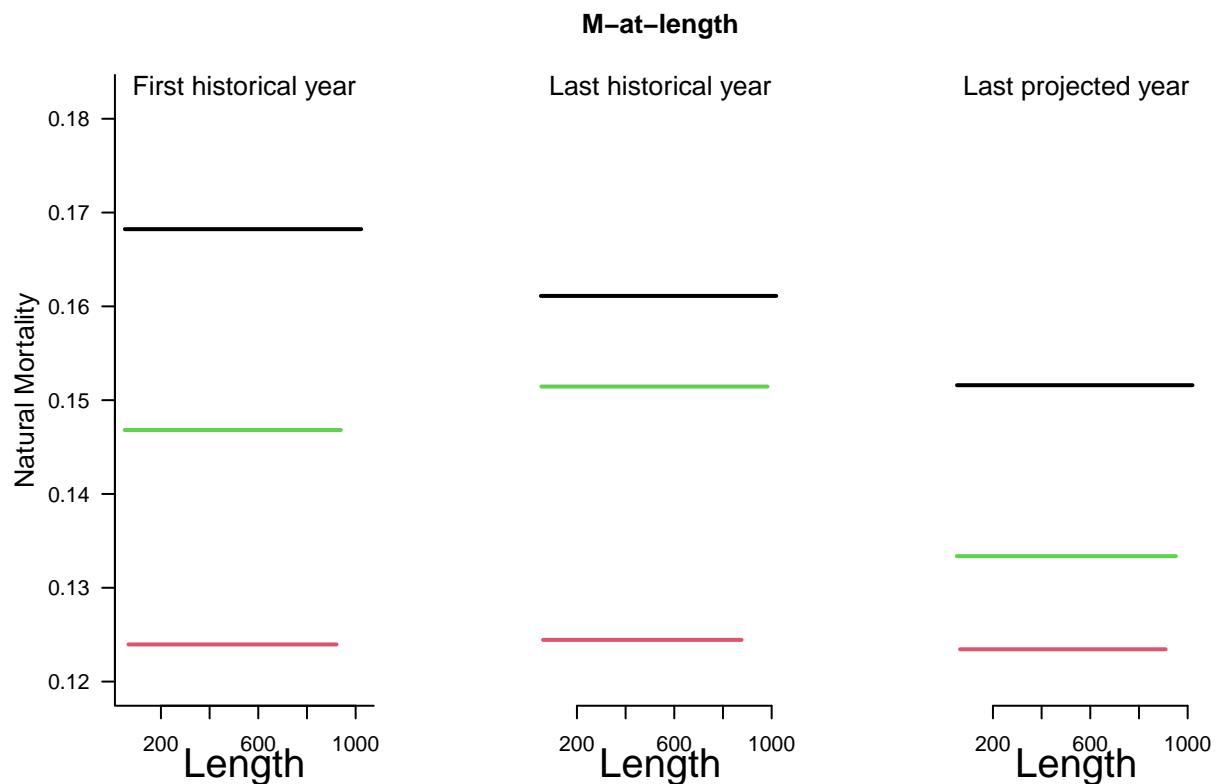 M−at−length
First historical year
Last historical year
Last projected year
Natural Mortality
0.18
0.17
0.16
0.15
0.14
0.13
0.12
200 600 1000
200 600 1000
200 600 1000
Length
Length
Length